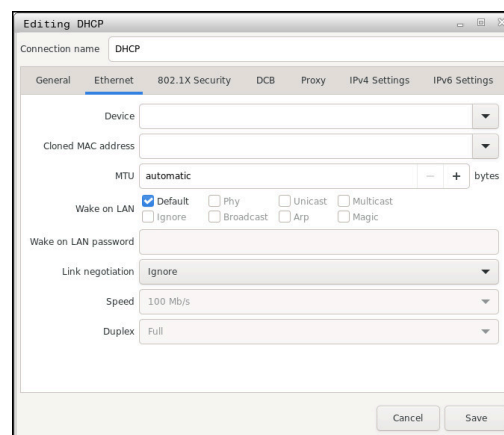 Editing DHCP
Connection name DHCP
General Ethernet 802.1X Security DCB Proxy IPv4 Settings IPv6 Settings
Device
Cloned MAC address
MTU automatic − + bytes
Wake on LAN Default Phy Unicast Multicast
Ignore Broadcast Arp Magic
Wake on LAN password
Link negotiation Ignore
Speed 100 Mb/s
Duplex Full
Cancel Save